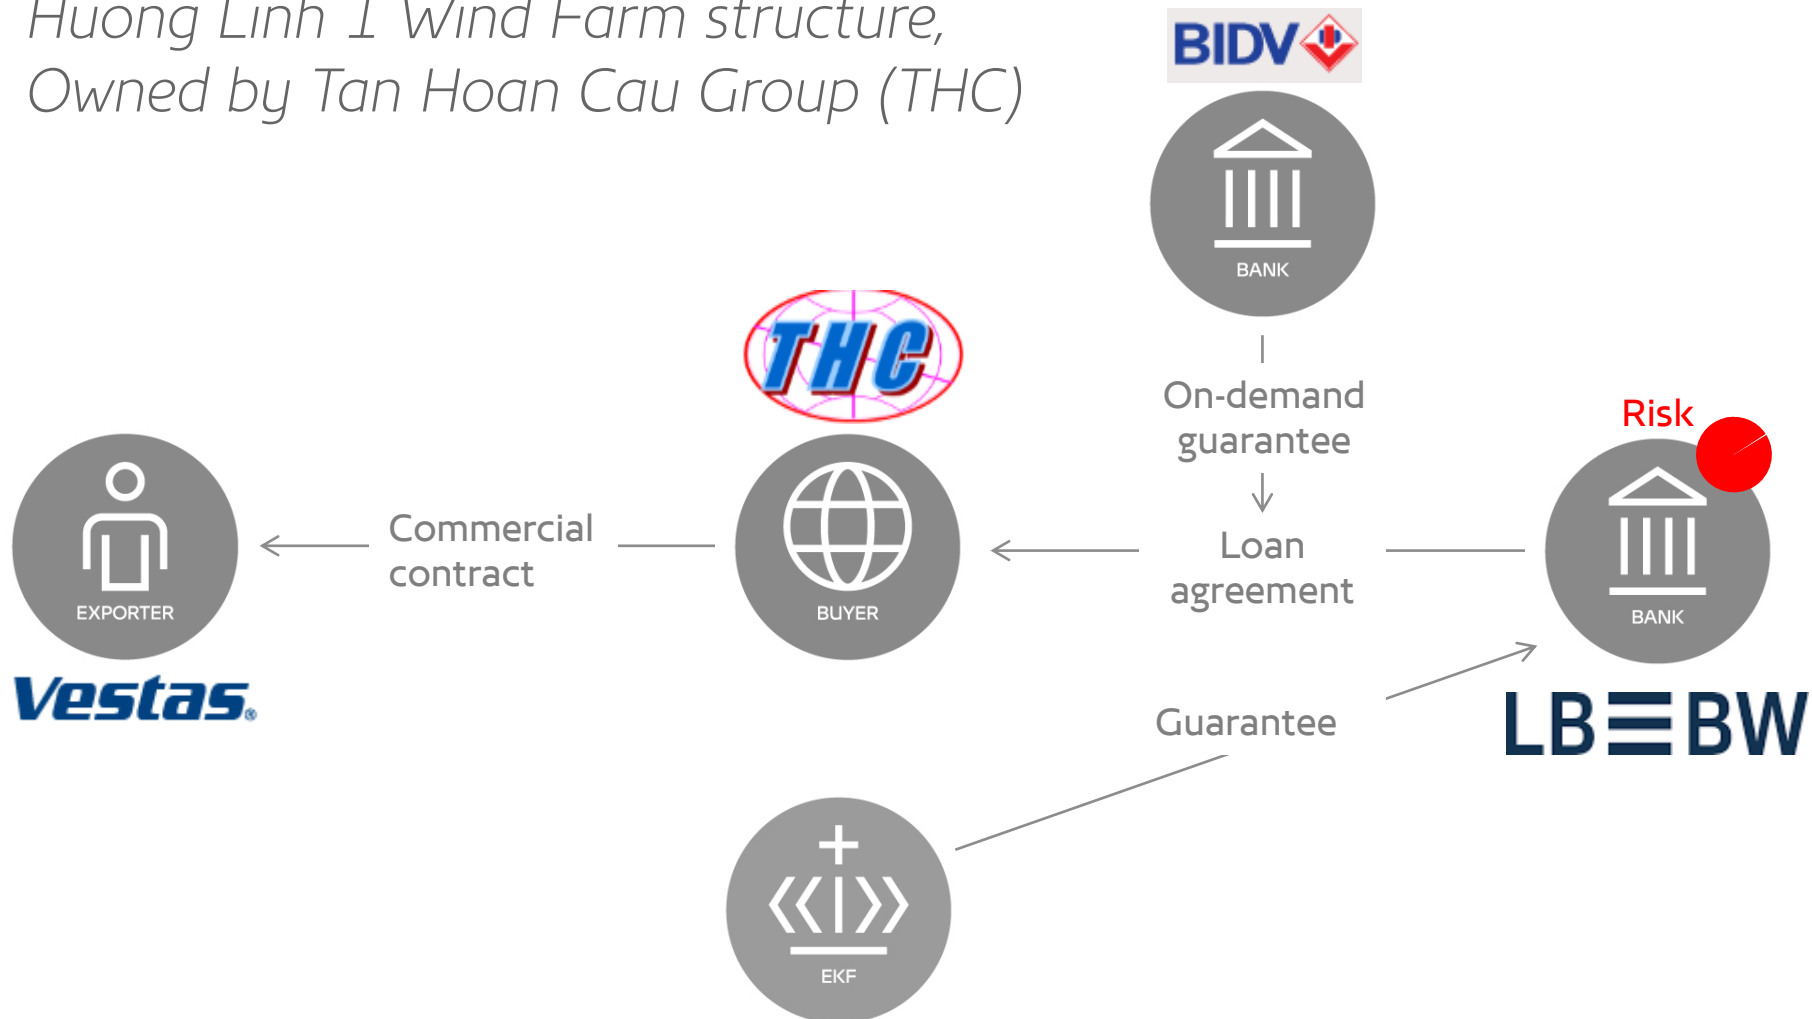 Huong Linh 1 Wind Farm structure,
Owned by Tan Hoan Cau Group (THC)
BIDV
BANK
THC
On-demand
guarantee
Risk
Commercial
contract
Loan
agreement
EXPORTER
BUYER
BANK
Vestas®
Guarantee
LBBW
EKF